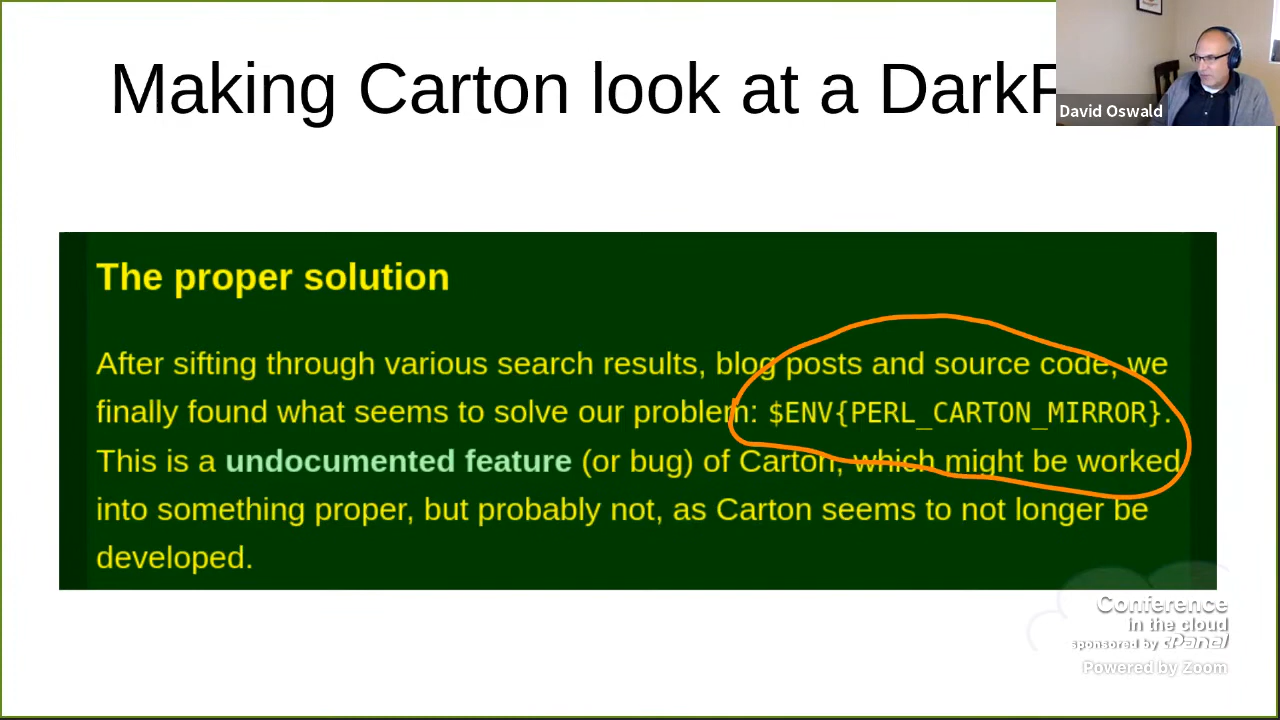 Making Carton look at a DarkP
David Oswald
The proper solution
After sifting through various search results, blog posts and source code, we
finally found what seems to solve our problem: $ENV{PERL_CARTON_MIRROR}.
This is a undocumented feature (or bug) of Carton, which might be worked
into something proper, but probably not, as Carton seems to not longer be
developed.
Conference
in the cloud
sponsored by cPanel
Powered by Zoom